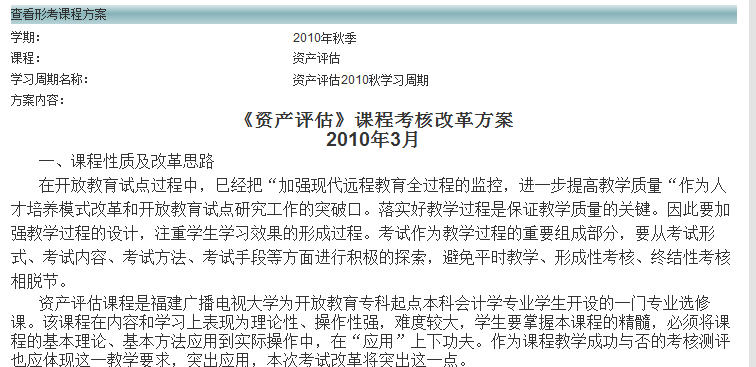 查看形考课程方案
学期： 2010年秋季
课程： 资产评估
学习周期名称： 资产评估2010秋学习周期
方案内容：
《资产评估》课程考核改革方案
2010年3月
一、课程性质及改革思路
在开放教育试点过程中，已经把“加强现代远程教育全过程的监控，进一步提高教学质量“作为人
才培养模式改革和开放教育试点研究工作的突破口。落实好教学过程是保证教学质量的关键。因此要加
强教学过程的设计，注重学生学习效果的形成过程。考试作为教学过程的重要组成部分，要从考试形
式、考试内容、考试方法、考试手段等方面进行积极的探索，避免平时教学、形成性考核、终结性考核
相脱节。
资产评估课程是福建广播电视大学为开放教育专科起点本科会计学专业学生开设的一门专业选修
课。该课程在内容和学习上表现为理论性、操作性强，难度较大，学生要掌握本课程的精髓，必须将课
程的基本理论、基本方法应用到实际操作中，在“应用”上下功夫。作为课程教学成功与否的考核测评
也应体现这一教学要求，突出应用，本次考试改革将突出这一点。